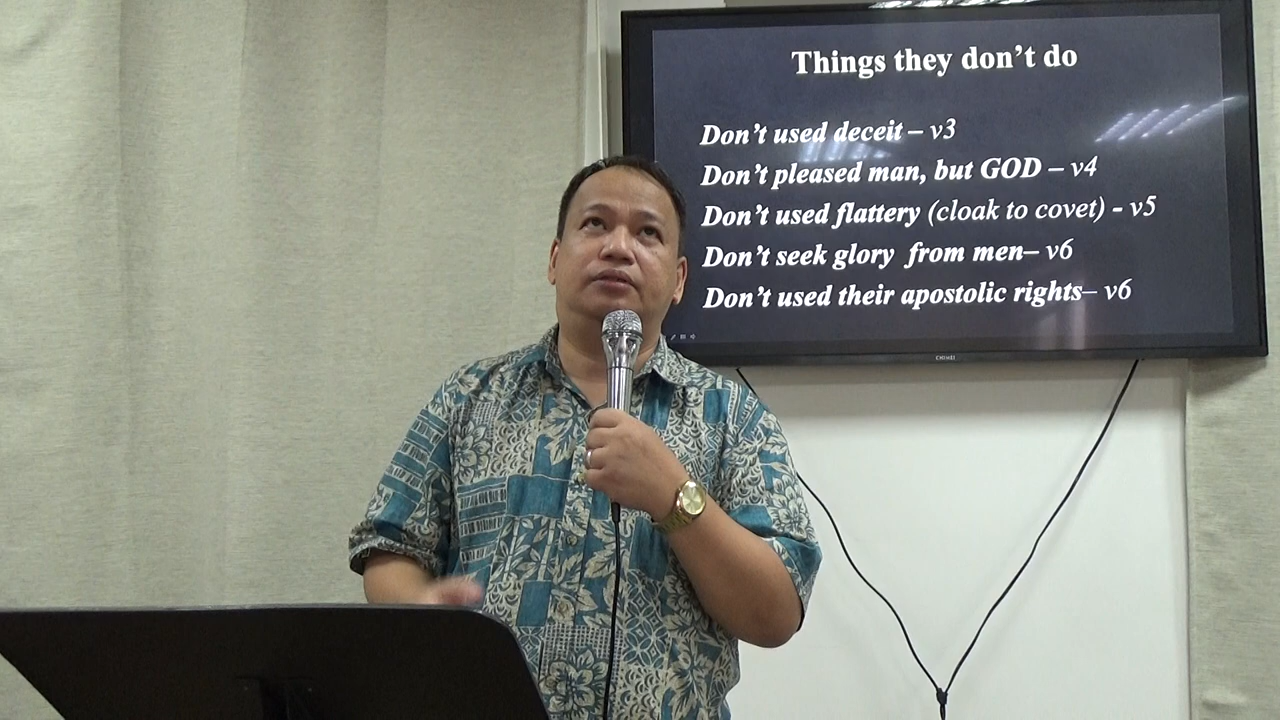 Things they don't do
Don't used deceit – v3
Don't pleased man, but GOD – v4
Don't used flattery (cloak to covet) - v5
Don't seek glory from men– v6
Don't used their apostolic rights– v6
CHIMEI